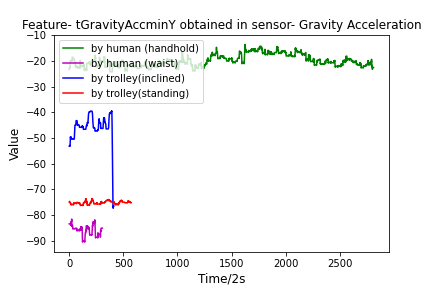 Feature- tGravityAccminY obtained in sensor- Gravity Acceleration
by human (handhold)
by human (waist)
by trolley(inclined)
by trolley(standing)
Value
−10
−20
−30
−40
−50
−60
−70
−80
−90
0 500 1000 1500 2000 2500
Time/2s